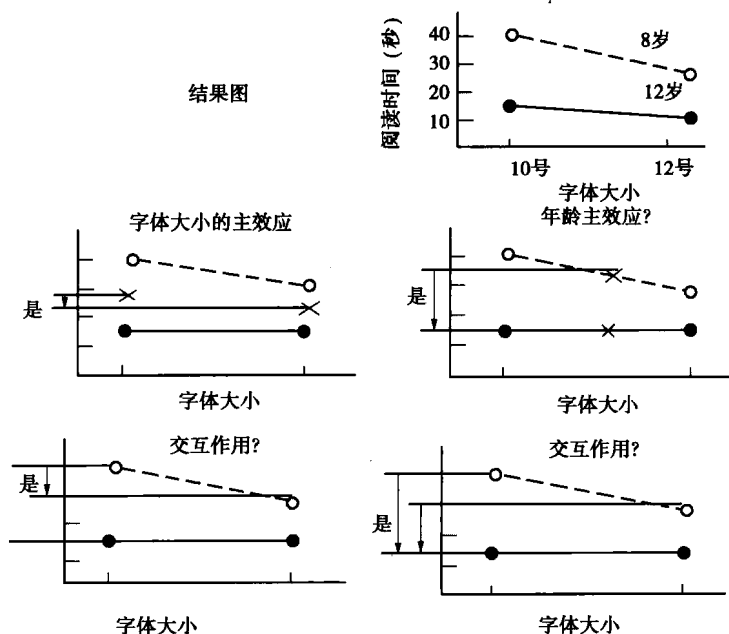 结果图
阅读时间(秒)
40
30
20
10
8岁
12岁
10号
12号
字体大小
字体大小的主效应
是
字体大小
年龄主效应?
是
字体大小
交互作用?
是
字体大小
交互作用?
是
字体大小